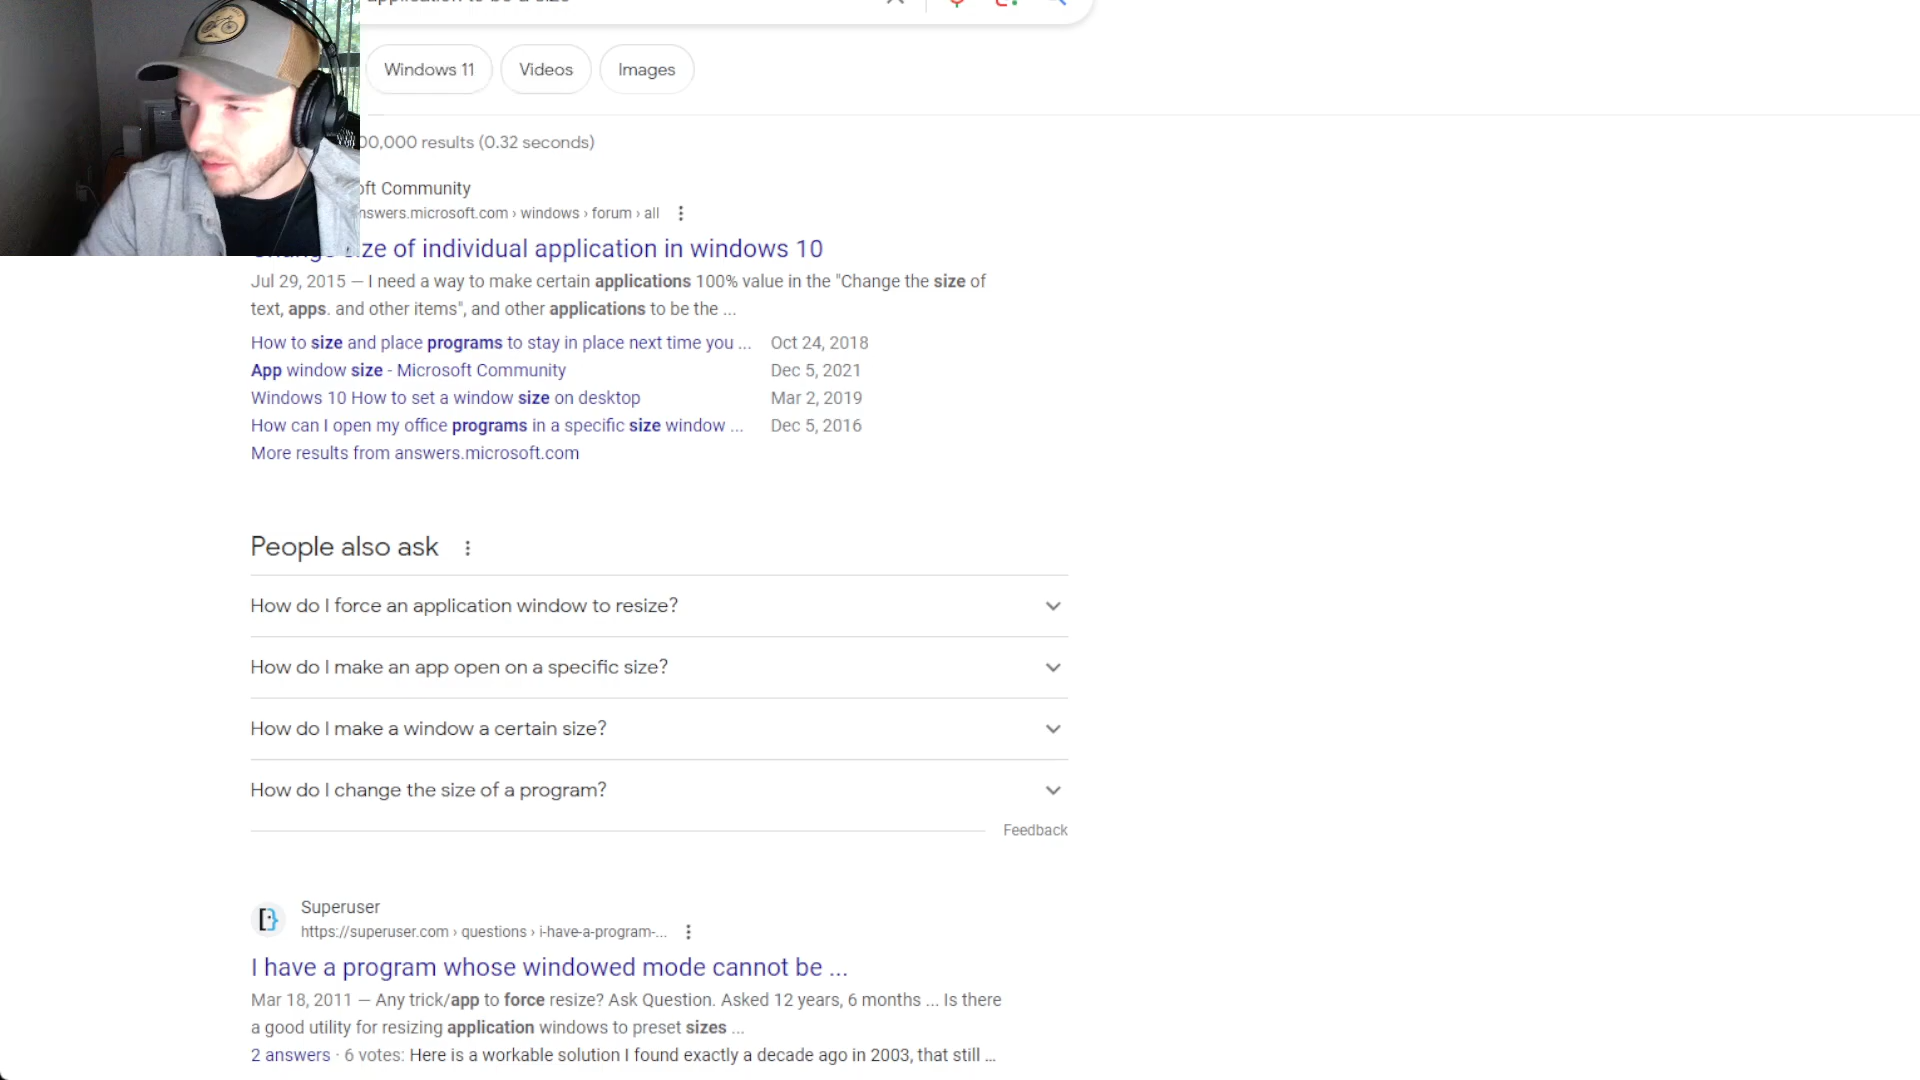 Windows 11
Videos
Images
00,000 results (0.32 seconds)
oft Community
nswers.microsoft.com › windows › forum › all
Change size of individual application in windows 10
Jul 29, 2015 — I need a way to make certain applications 100% value in the "Change the size of
text, apps. and other items", and other applications to be the ...
How to size and place programs to stay in place next time you ... Oct 24, 2018
App window size - Microsoft Community Dec 5, 2021
Windows 10 How to set a window size on desktop Mar 2, 2019
How can I open my office programs in a specific size window ... Dec 5, 2016
More results from answers.microsoft.com
People also ask
How do I force an application window to resize?
How do I make an app open on a specific size?
How do I make a window a certain size?
How do I change the size of a program?
Feedback
Superuser
https://superuser.com › questions › i-have-a-program-...
I have a program whose windowed mode cannot be ...
Mar 18, 2011 — Any trick/app to force resize? Ask Question. Asked 12 years, 6 months ... Is there
a good utility for resizing application windows to preset sizes ...
2 answers · 6 votes: Here is a workable solution I found exactly a decade ago in 2003, that still ...